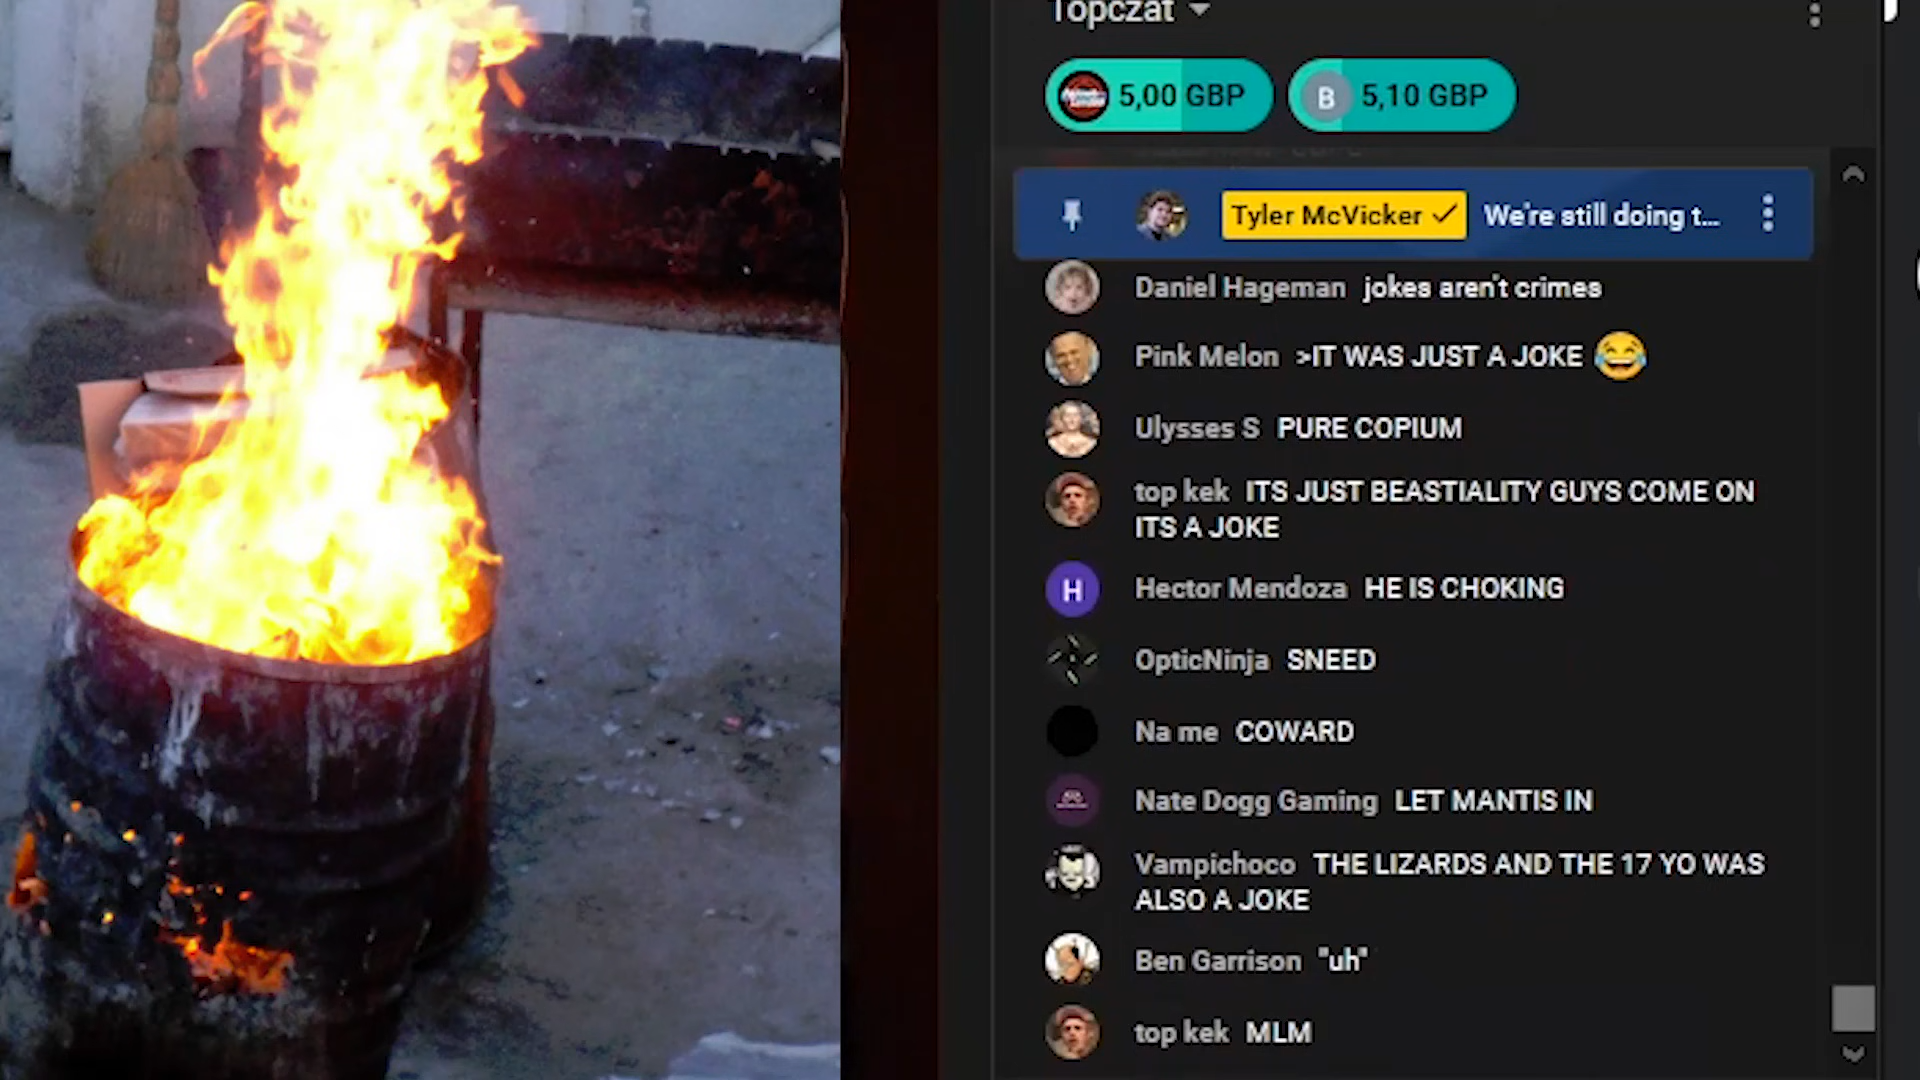 Topczat
5,00 GBP
B 5,10 GBP
Tyler McVicker We're still doing t...
Daniel Hageman jokes aren't crimes
Pink Melon >IT WAS JUST A JOKE 😂
Ulysses S PURE COPIUM
top kek ITS JUST BEASTIALITY GUYS COME ON
ITS A JOKE
H Hector Mendoza HE IS CHOKING
OpticNinja SNEED
Na me COWARD
Nate Dogg Gaming LET MANTIS IN
Vampichoco THE LIZARDS AND THE 17 YO WAS
ALSO A JOKE
Ben Garrison "uh"
top kek MLM